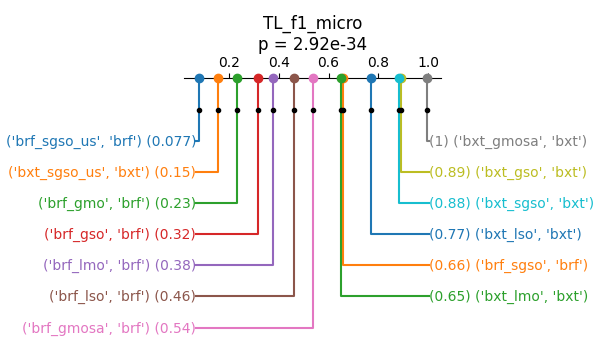 TL_f1_micro
p = 2.92e-34
0.2 0.4 0.6 0.8 1.0
('brf_sgso_us', 'brf') (0.077) (1) ('bxt_gmosa', 'bxt')
('bxt_sgso_us', 'bxt') (0.15) (0.89) ('bxt_gso', 'bxt')
('brf_gmo', 'brf') (0.23) (0.88) ('bxt_sgso', 'bxt')
('brf_gso', 'brf') (0.32) (0.77) ('bxt_lso', 'bxt')
('brf_lmo', 'brf') (0.38) (0.66) ('brf_sgso', 'brf')
('brf_lso', 'brf') (0.46) (0.65) ('bxt_lmo', 'bxt')
('brf_gmosa', 'brf') (0.54)